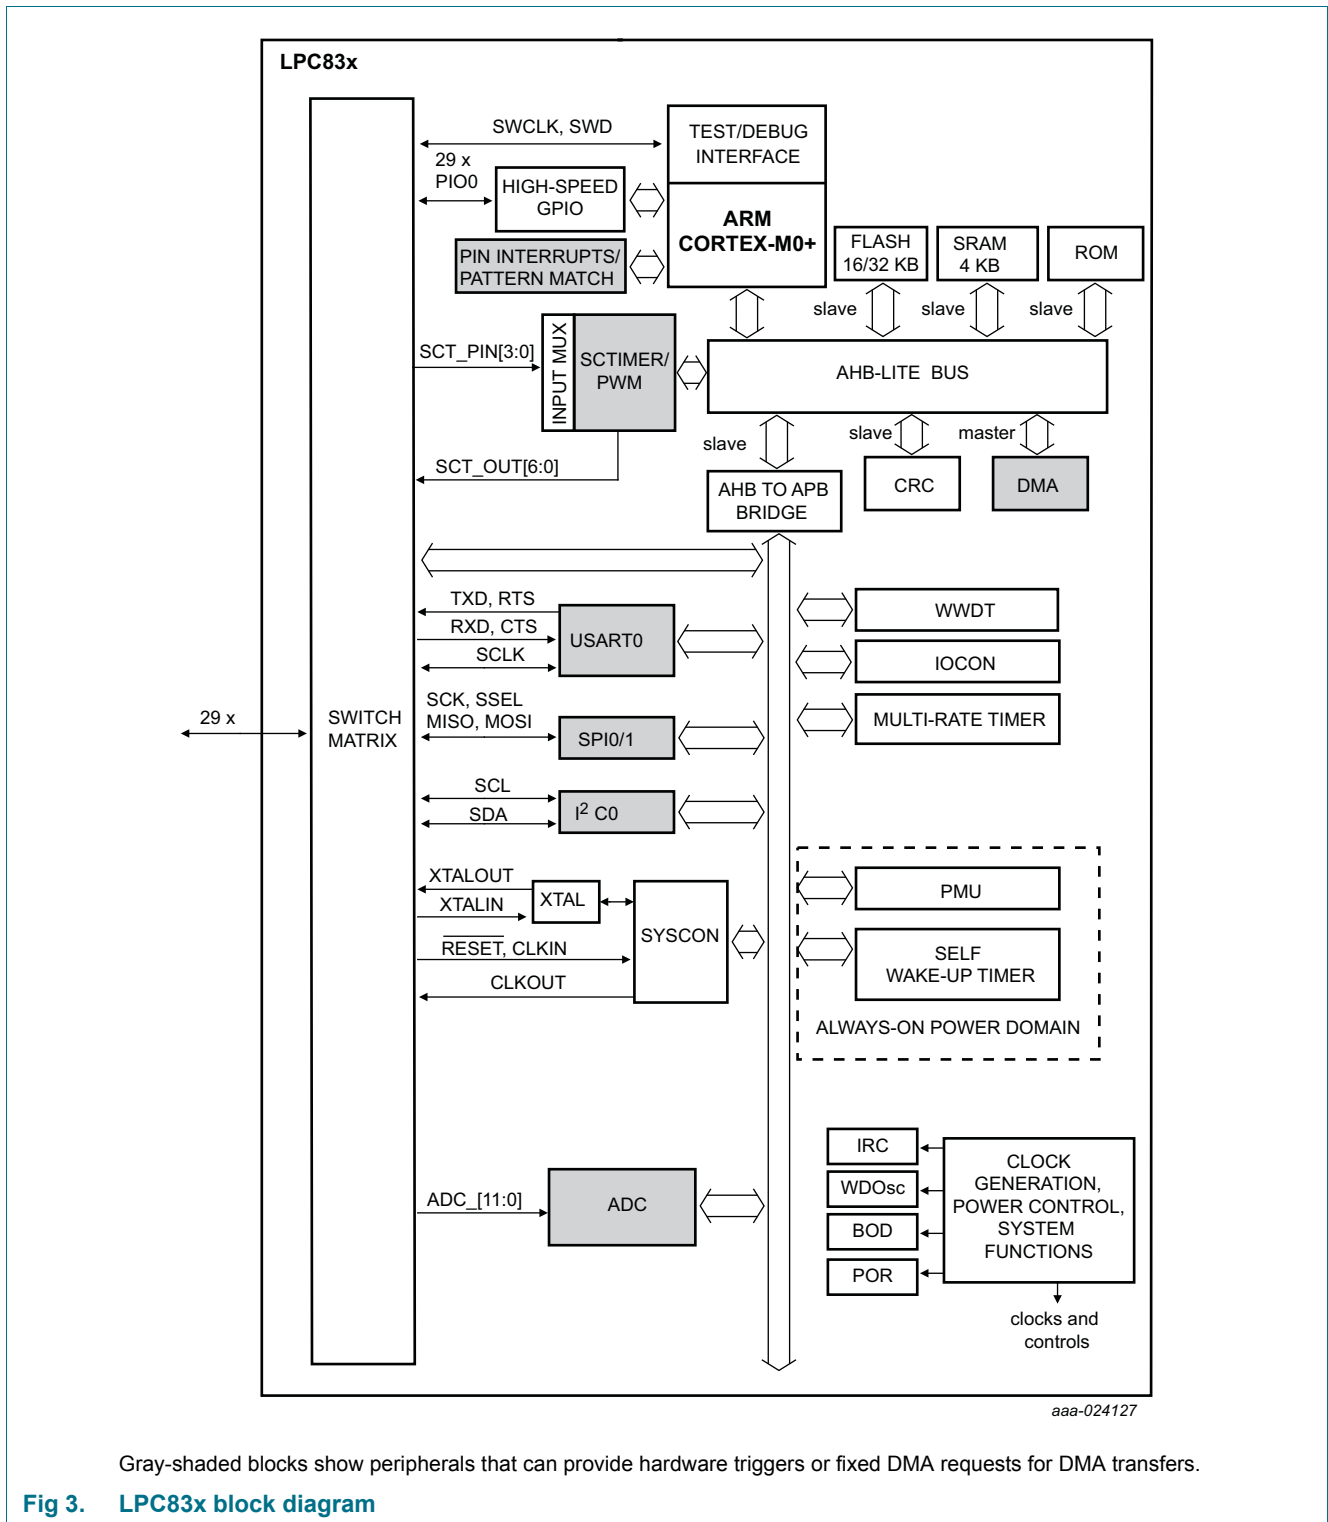 LPC83x
SWCLK, SWD
TEST/DEBUG
INTERFACE
29 x
PIO0
HIGH-SPEED
GPIO
ARM
CORTEX-M0+
PIN INTERRUPTS/
PATTERN MATCH
FLASH
16/32 KB
SRAM
4 KB
ROM
slave
slave
slave
SCT_PIN[3:0]
INPUT MUX
SCTIMER/
PWM
AHB-LITE BUS
slave
slave
master
SCT_OUT[6:0]
AHB TO APB
BRIDGE
CRC
DMA
TXD, RTS
RXD, CTS
SCLK
USART0
WWDT
IOCON
SCK, SSEL
MISO, MOSI
SPI0/1
MULTI-RATE TIMER
29 x
SWITCH
MATRIX
SCL
SDA
I2 C0
XTALOUT
XTALIN
XTAL
RESET, CLKIN
CLKOUT
SYSCON
PMU
SELF
WAKE-UP TIMER
ALWAYS-ON POWER DOMAIN
ADC_[11:0]
ADC
IRC
WDOsc
BOD
POR
CLOCK
GENERATION,
POWER CONTROL,
SYSTEM
FUNCTIONS
clocks and
controls
aaa-024127
Gray-shaded blocks show peripherals that can provide hardware triggers or fixed DMA requests for DMA transfers.
Fig 3. LPC83x block diagram